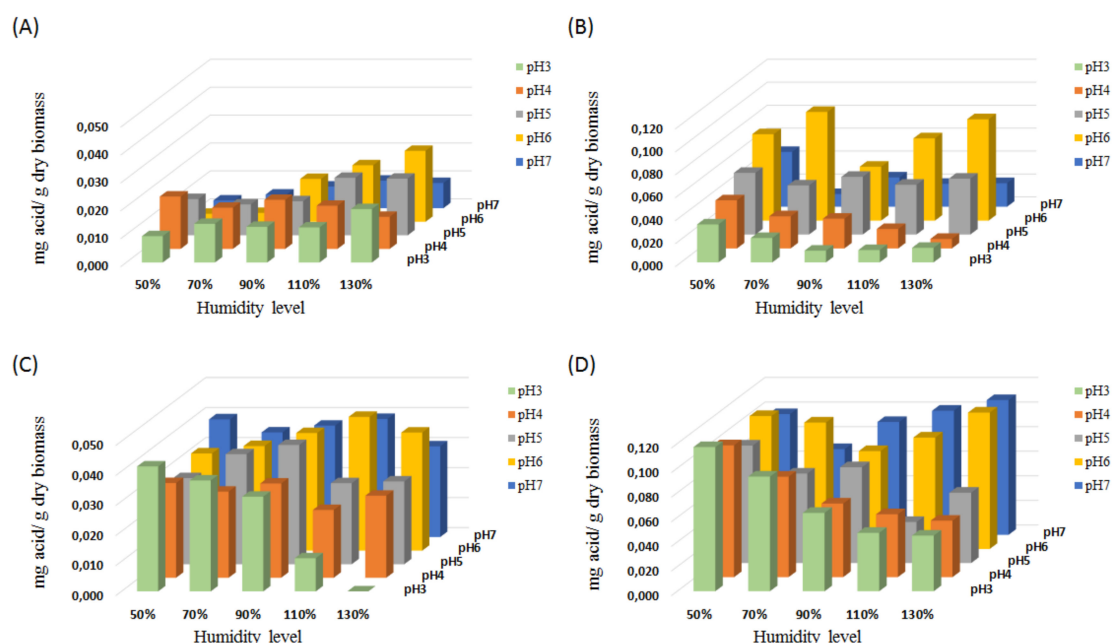 (A)
mg acid/ g dry biomass
0,050
0,040
0,030
0,020
0,010
0,000
50% 70% 90% 110% 130%
Humidity level
pH3
pH4
pH5
pH6
pH7
pH7
pH6
pH5
pH4
pH3
(B)
mg acid/ g dry biomass
0,120
0,100
0,080
0,060
0,040
0,020
0,000
50% 70% 90% 110% 130%
Humidity level
pH3
pH4
pH5
pH6
pH7
pH7
pH6
pH5
pH4
pH3
(C)
mg acid/ g dry biomass
0,050
0,040
0,030
0,020
0,010
0,000
50% 70% 90% 110% 130%
Humidity level
pH3
pH4
pH5
pH6
pH7
pH7
pH6
pH5
pH4
pH3
(D)
mg acid/ g dry biomass
0,120
0,100
0,080
0,060
0,040
0,020
0,000
50% 70% 90% 110% 130%
Humidity level
pH3
pH4
pH5
pH6
pH7
pH7
pH6
pH5
pH4
pH3